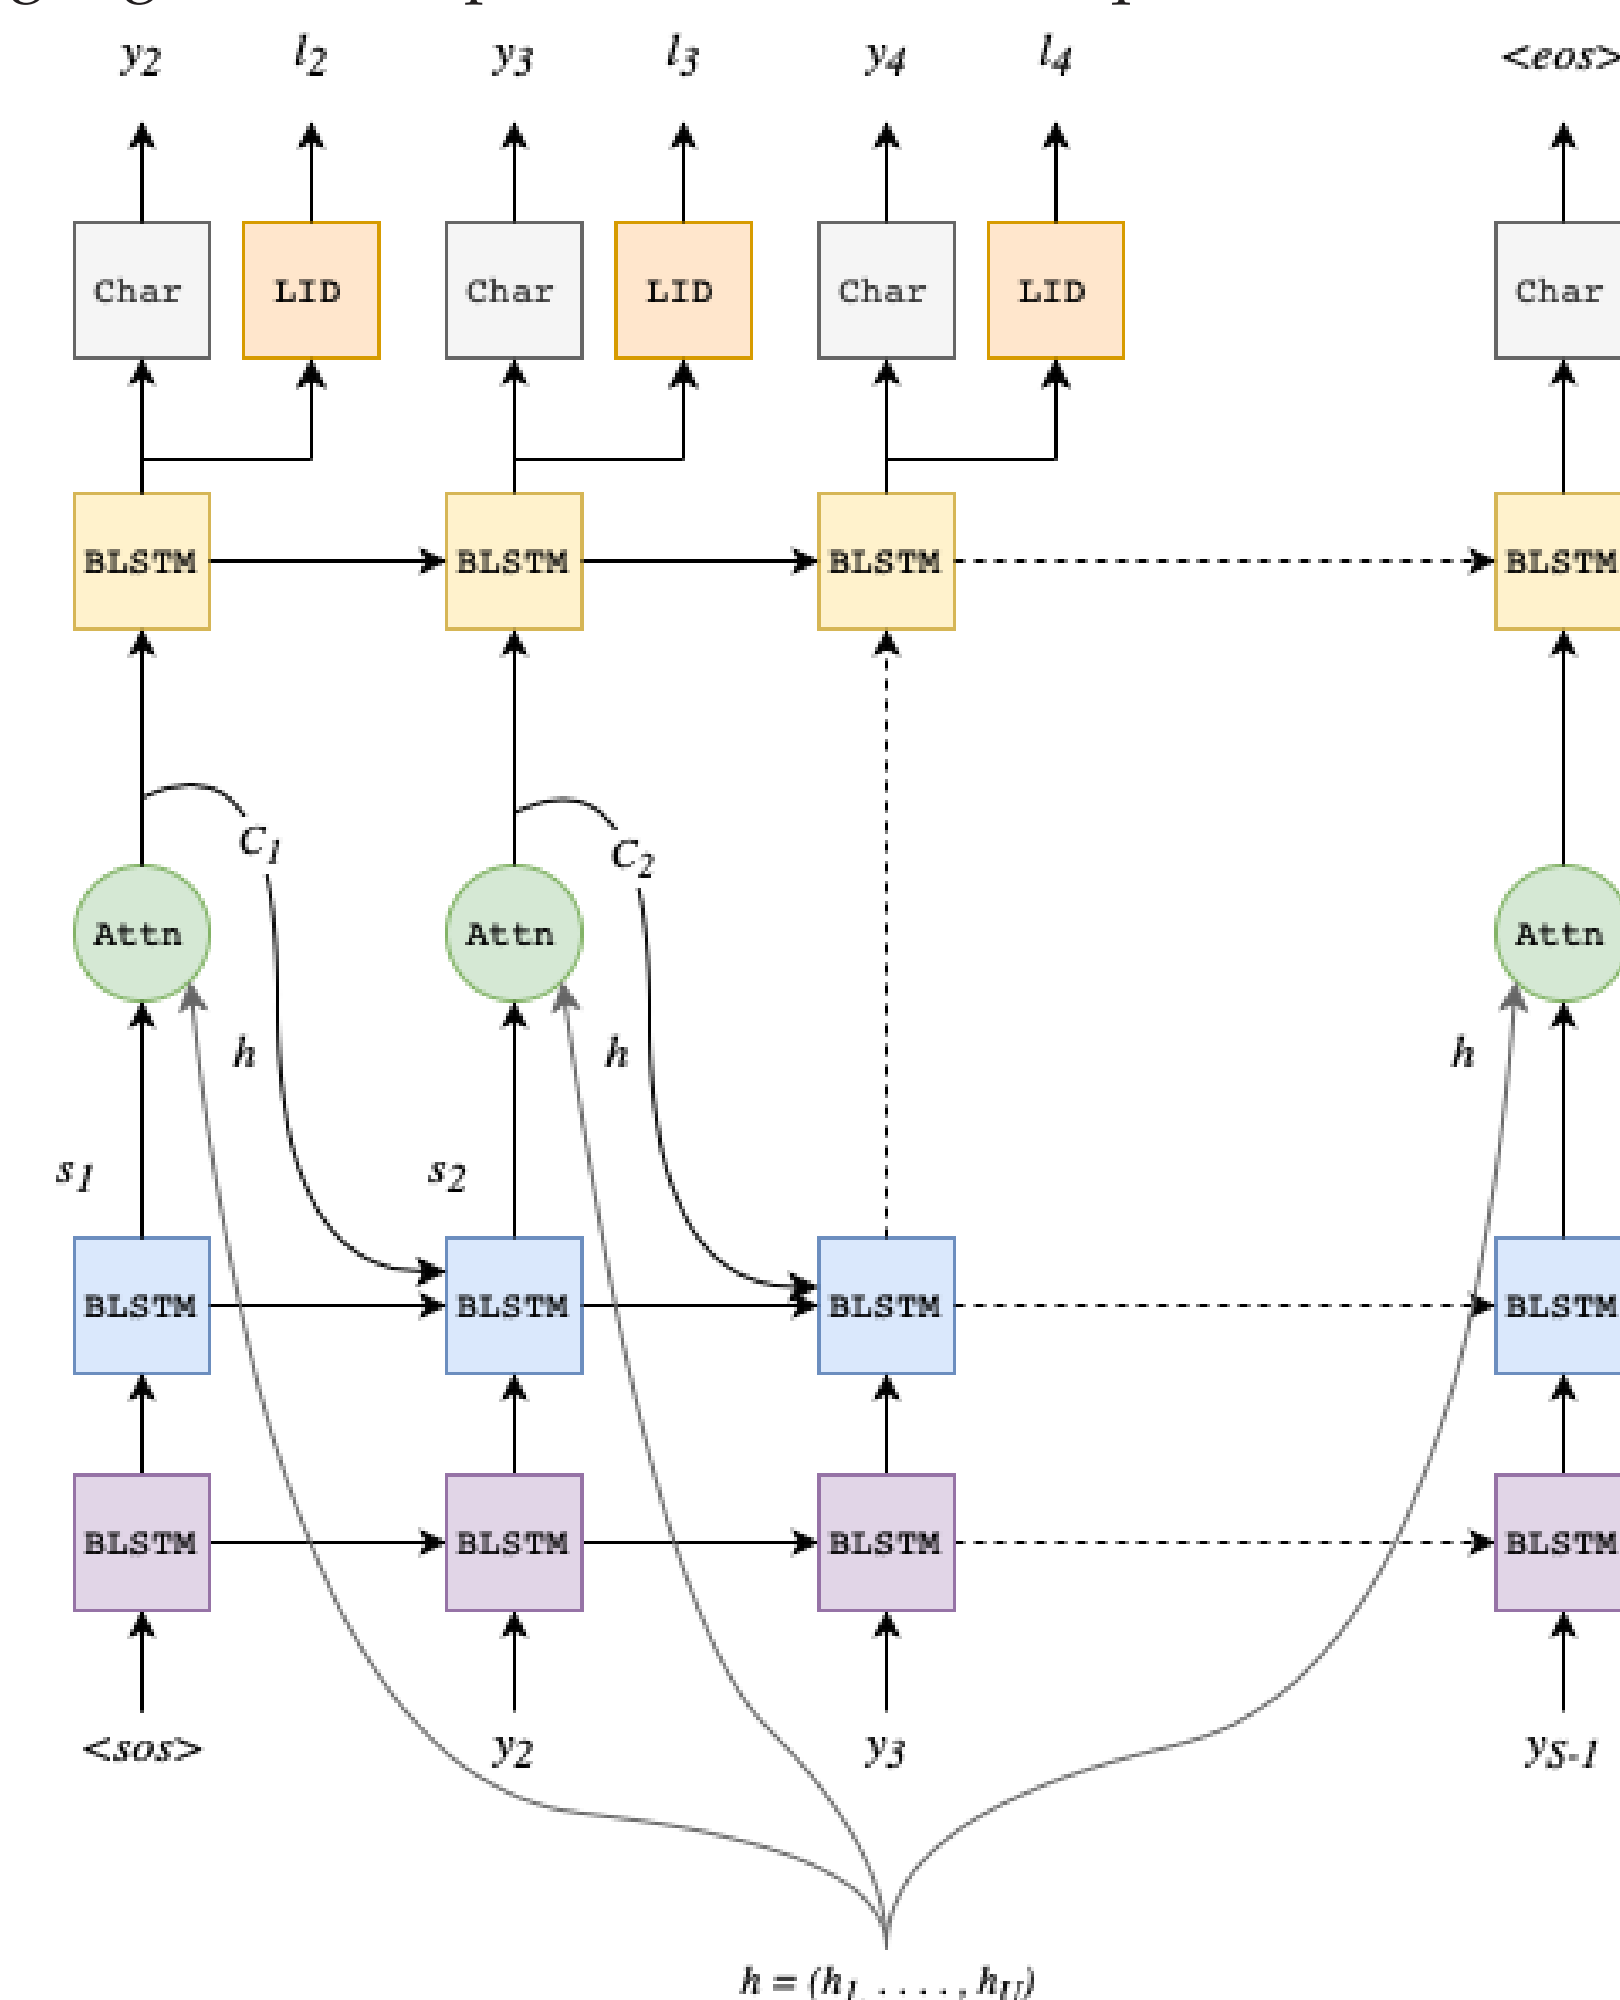 y2 l2 y3 l3 y4 l4 <eos>
Char LID Char LID Char LID Char
BLSTM BLSTM BLSTM BLSTM
C1 C2
Attn Attn Attn
h h h
s1 s2
BLSTM BLSTM BLSTM BLSTM
BLSTM BLSTM BLSTM BLSTM
<sos> y2 y3 yS-1
h = (h1, . . . . , hU)